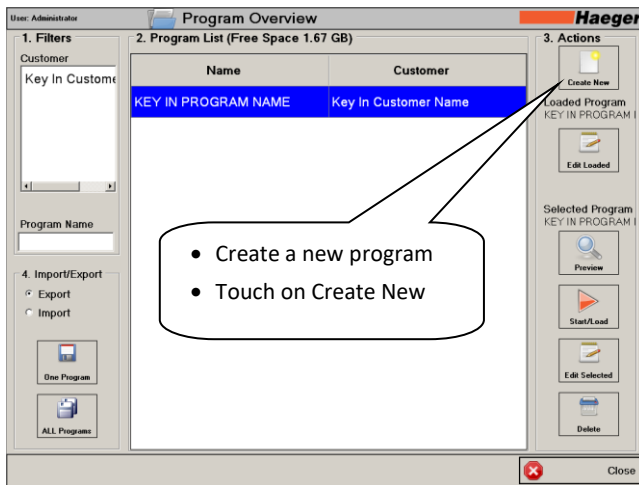 User: Administrator
Program Overview
Haeger
1. Filters
Customer
Key In Custome
Program Name
4. Import/Export
Export
Import
One Program
ALL Programs
2. Program List (Free Space 1.67 GB)
Name Customer
KEY IN PROGRAM NAME Key In Customer Name
• Create a new program
• Touch on Create New
3. Actions
Create New
Loaded Program
KEY IN PROGRAM I
Edit Loaded
Selected Program
KEY IN PROGRAM I
Preview
Start/Load
Edit Selected
Delete
Close